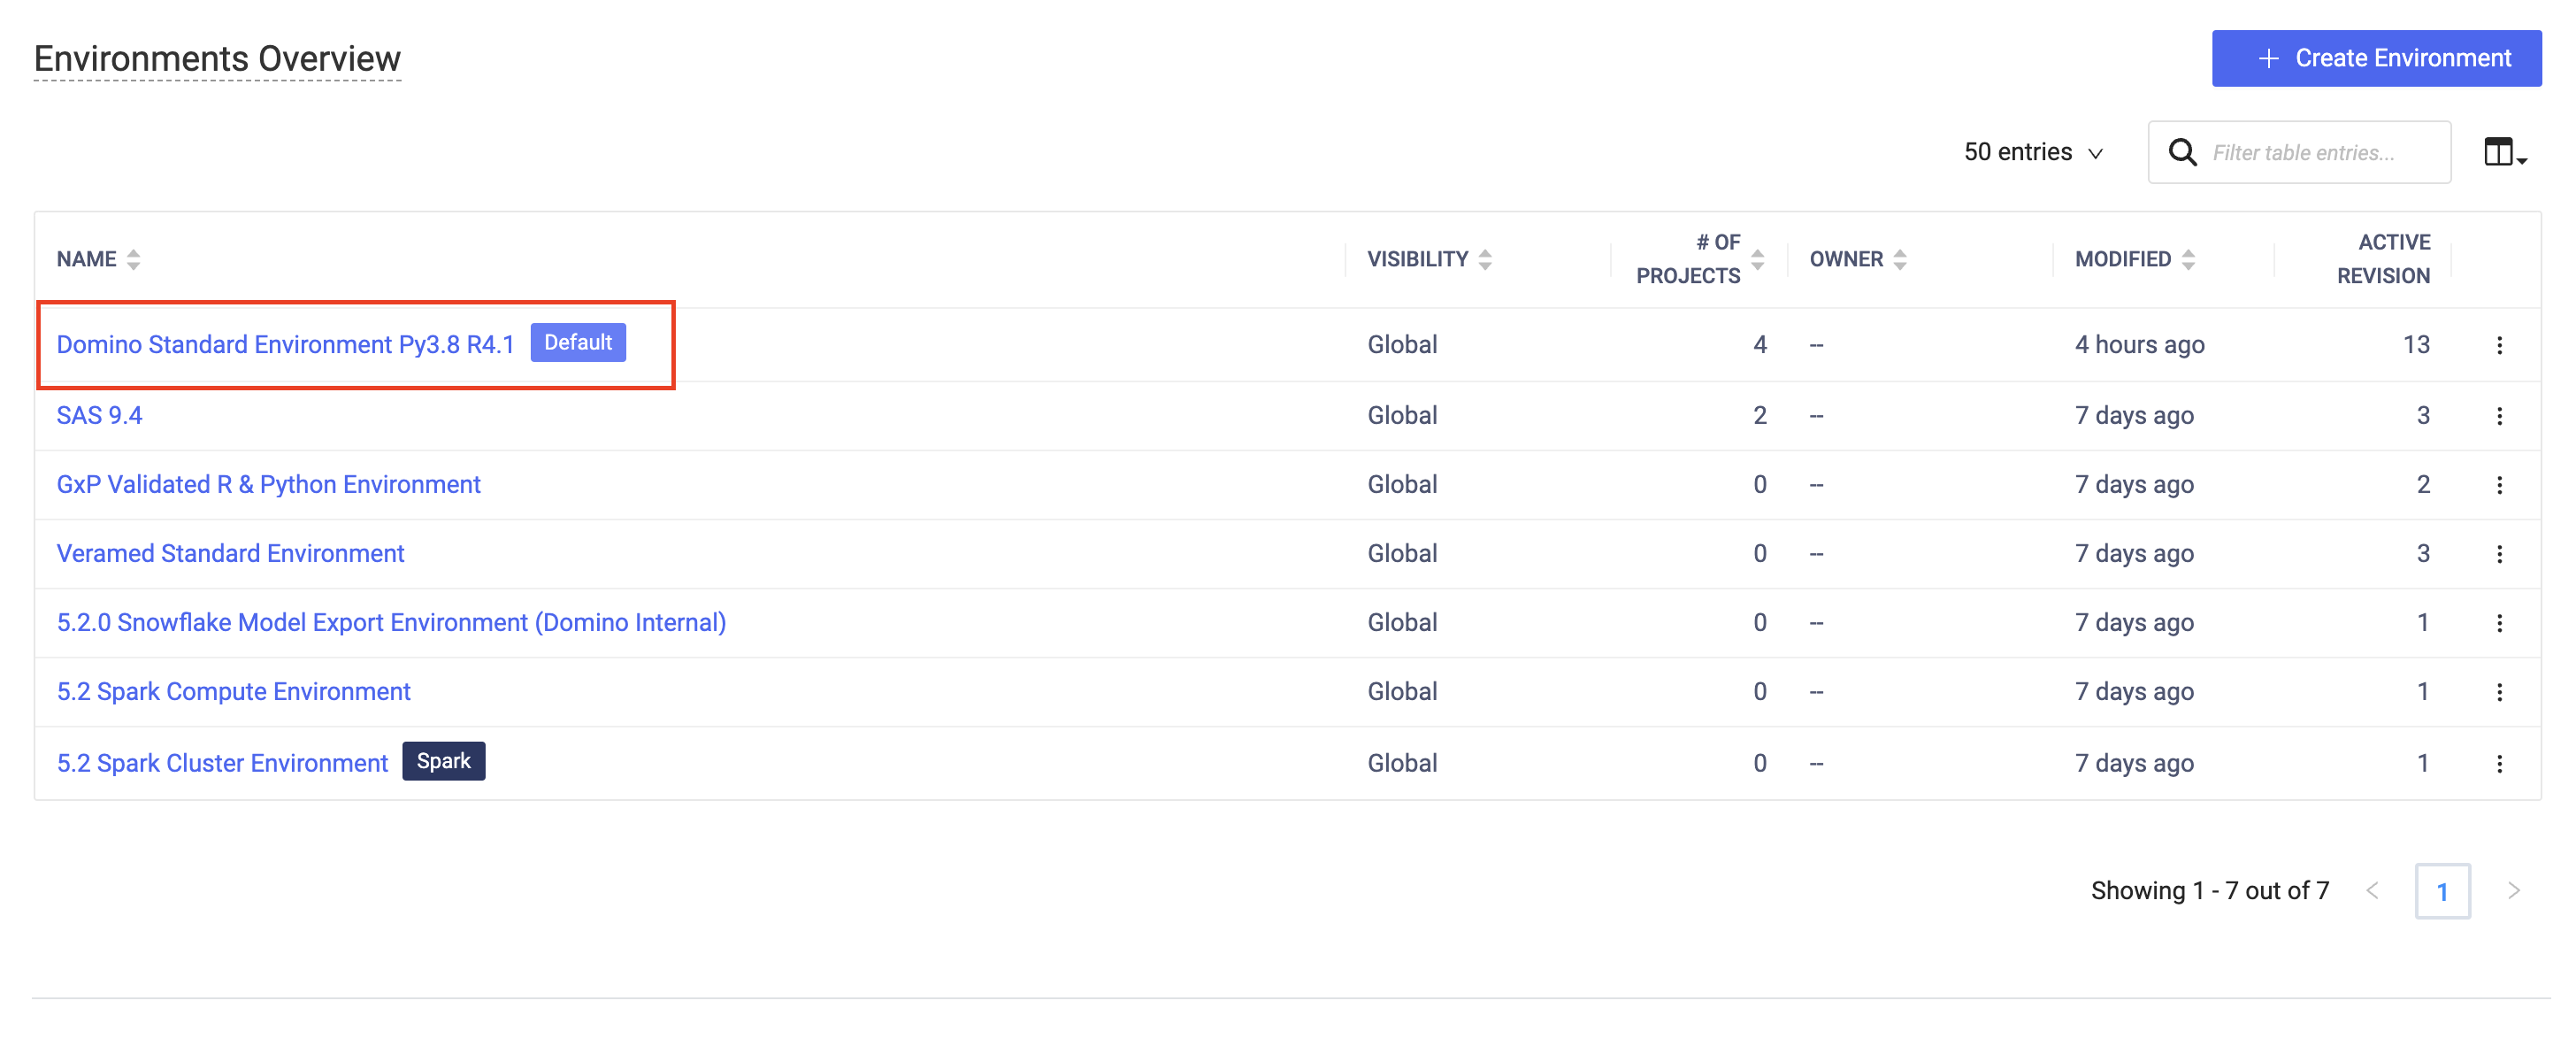 Environments Overview
+ Create Environment
50 entries
Filter table entries...
NAME VISIBILITY # OF PROJECTS OWNER MODIFIED ACTIVE REVISION
Domino Standard Environment Py3.8 R4.1 Default Global 4 -- 4 hours ago 13
SAS 9.4 Global 2 -- 7 days ago 3
GxP Validated R & Python Environment Global 0 -- 7 days ago 2
Veramed Standard Environment Global 0 -- 7 days ago 3
5.2.0 Snowflake Model Export Environment (Domino Internal) Global 0 -- 7 days ago 1
5.2 Spark Compute Environment Global 0 -- 7 days ago 1
5.2 Spark Cluster Environment Spark Global 0 -- 7 days ago 1
Showing 1 - 7 out of 7 < 1 >